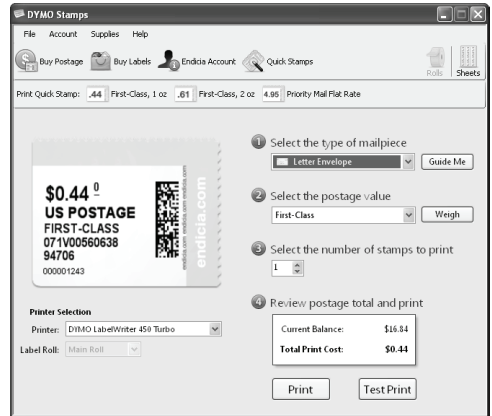 DYMO Stamps
File Account Supplies Help
Buy Postage Buy Labels Endicia Account Quick Stamps Rolls Sheets
Print Quick Stamp: .44 First-Class, 1 oz .61 First-Class, 2 oz 4.95 Priority Mail Flat Rate
$0.44 0
US POSTAGE
FIRST-CLASS
071V00560638
94706
000001243
endicia.com
Printer Selection
Printer: DYMO LabelWriter 450 Turbo
Label Roll: Main Roll
1 Select the type of mailpiece
Letter Envelope Guide Me
2 Select the postage value
First-Class Weigh
3 Select the number of stamps to print
1
4 Review postage total and print
Current Balance: $16.84
Total Print Cost: $0.44
Print Test Print